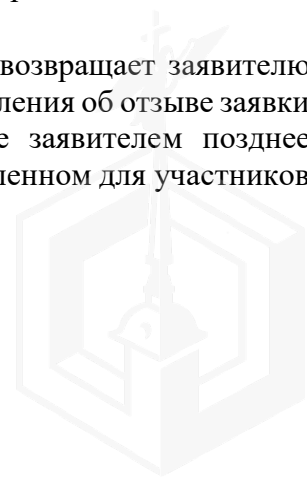 возвращает заявителю
ления об отзыве заявки
е заявителем позднее
ленном для участников